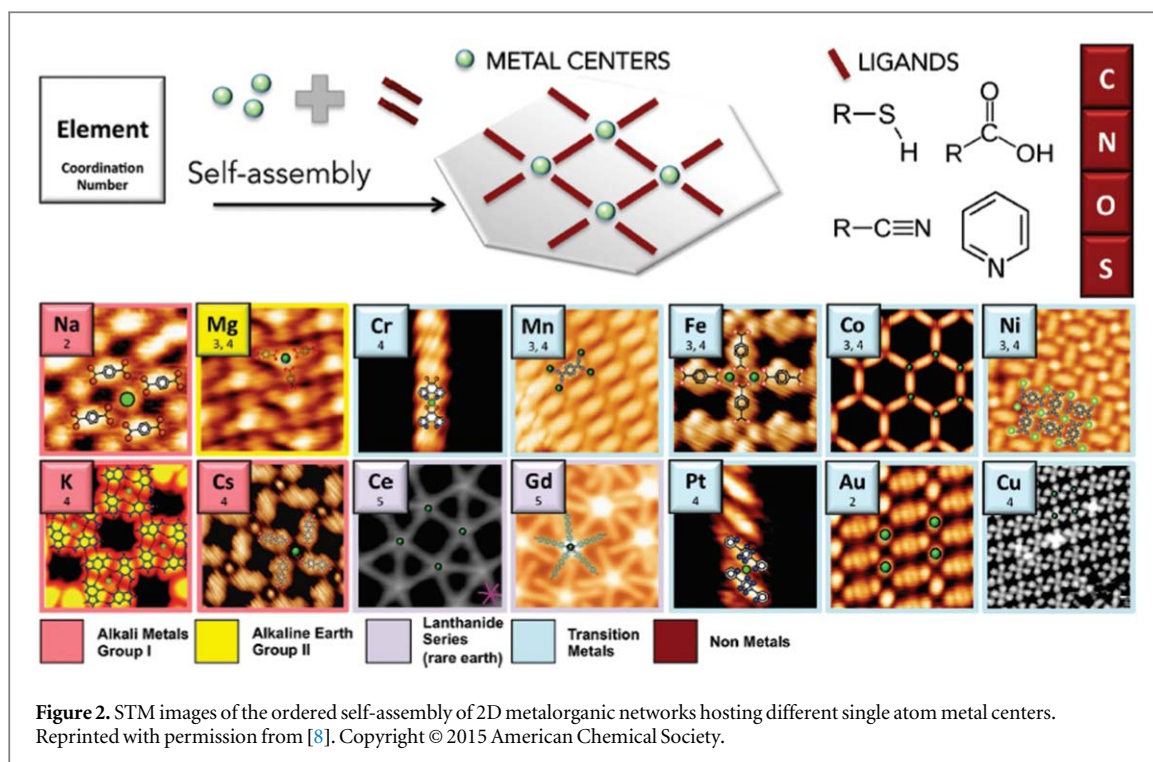 METAL CENTERS
LIGANDS
Element
Coordination
Number
Self-assembly
R—S
H
O
C
R
OH
R—C≡N
N
C
N
O
S
Na
2
Mg
3, 4
Cr
4
Mn
3, 4
Fe
3, 4
Co
3, 4
Ni
3, 4
K
4
Cs
4
Ce
5
Gd
5
Pt
4
Au
2
Cu
4
Alkali Metals
Group I
Alkaline Earth
Group II
Lanthanide
Series
(rare earth)
Transition
Metals
Non Metals
Figure 2. STM images of the ordered self-assembly of 2D metalorganic networks hosting different single atom metal centers.
Reprinted with permission from [8]. Copyright © 2015 American Chemical Society.